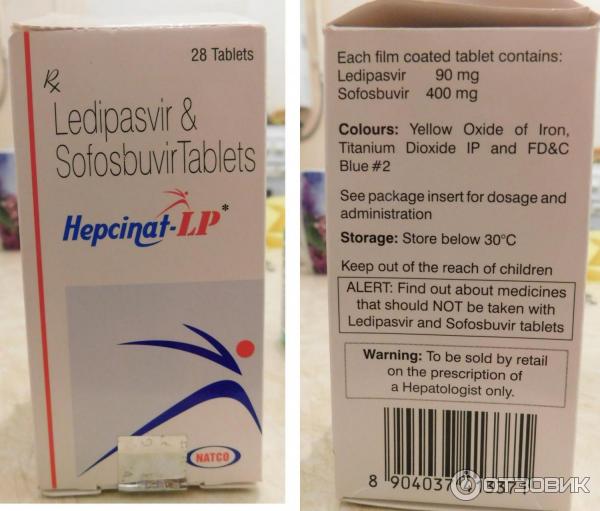 28 Tablets
Rx
Ledipasvir &
Sofosbuvir Tablets
Hepcinat-LP*
NATCO
Each film coated tablet contains:
Ledipasvir 90 mg
Sofosbuvir 400 mg
Colours: Yellow Oxide of Iron,
Titanium Dioxide IP and FD&C
Blue #2
See package insert for dosage and
administration
Storage: Store below 30°C
Keep out of the reach of children
ALERT: Find out about medicines
that should NOT be taken with
Ledipasvir and Sofosbuvir tablets
Warning: To be sold by retail
on the prescription of
a Hepatologist only.
ОТЗОВИК